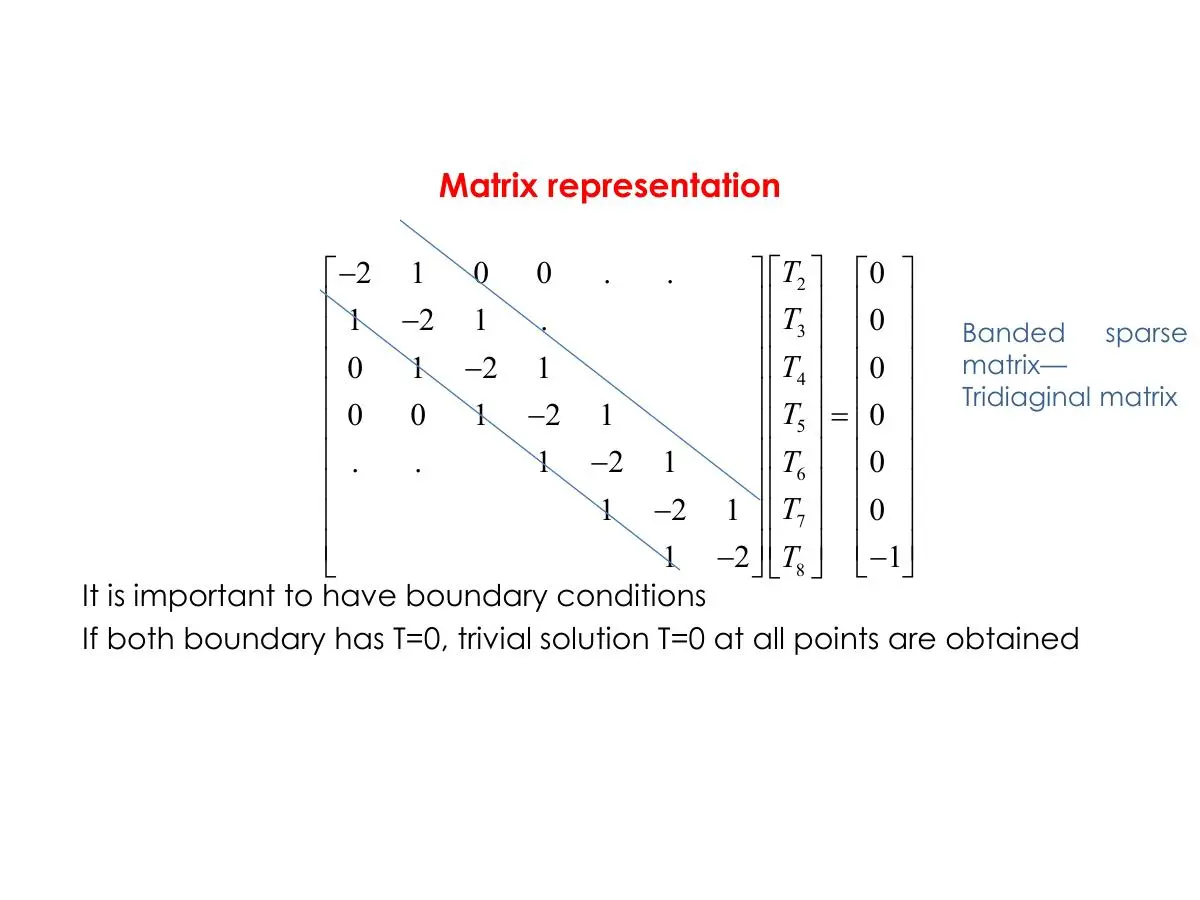 Matrix representation
−2 1 0 0 . . T2 0
1 −2 1 . T3 0
0 1 −2 1 T4 0
0 0 1 −2 1 T5 = 0
. . 1 −2 1 T6 0
1 −2 1 T7 0
1 −2 T8 −1
Banded sparse
matrix—
Tridiaginal matrix
It is important to have boundary conditions
If both boundary has T=0, trivial solution T=0 at all points are obtained